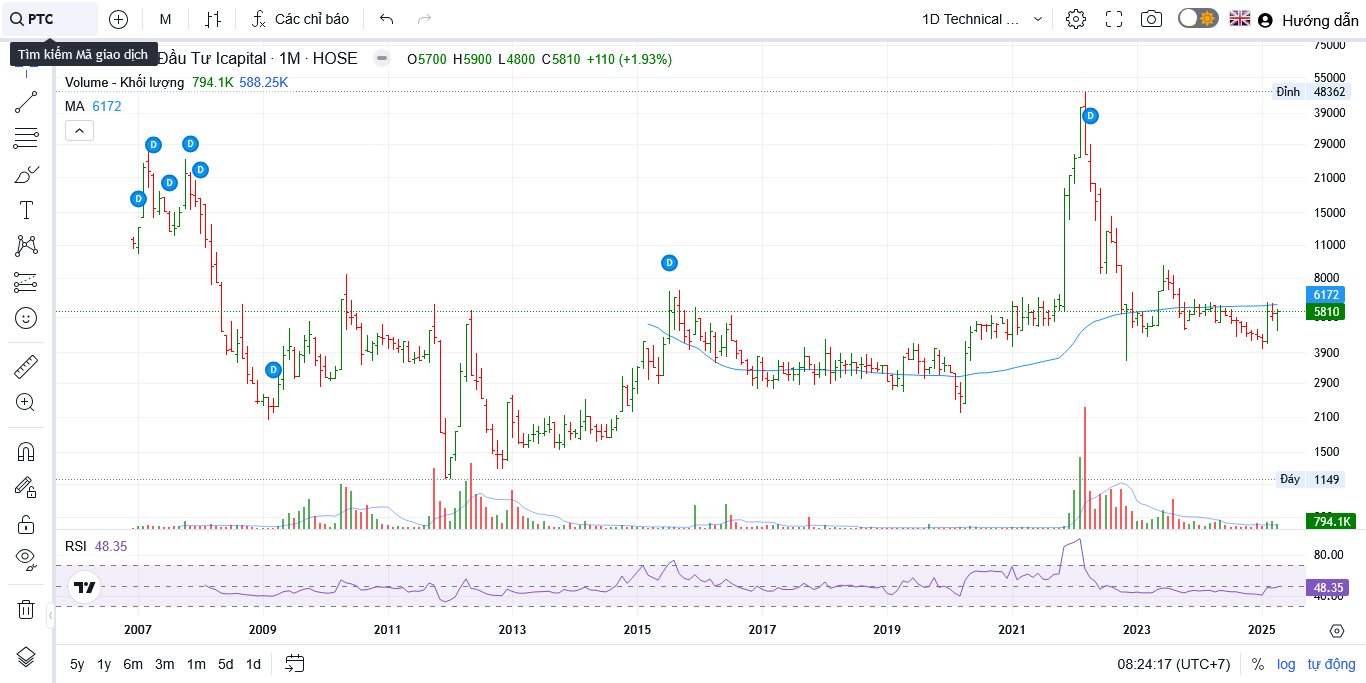 PTC M Các chỉ báo 1D Technical ... Hướng dẫn
Tìm kiếm Mã giao dịch
Đầu Tư Icapital · 1M · HOSE O5700 H5900 L4800 C5810 +110 (+1.93%)
Volume - Khối lượng 794.1K 588.25K
MA 6172
75000
55000
Đỉnh 48362
39000
29000
21000
15000
11000
8000
6172
5810
3900
2900
2100
1500
Đáy 1149
794.1K
D
D
D
D
D
D
D
D
RSI 48.35
80.00
48.35
40.00
2007 2009 2011 2013 2015 2017 2019 2021 2023 2025
5y 1y 6m 3m 1m 5d 1d 08:24:17 (UTC+7) % log tự động